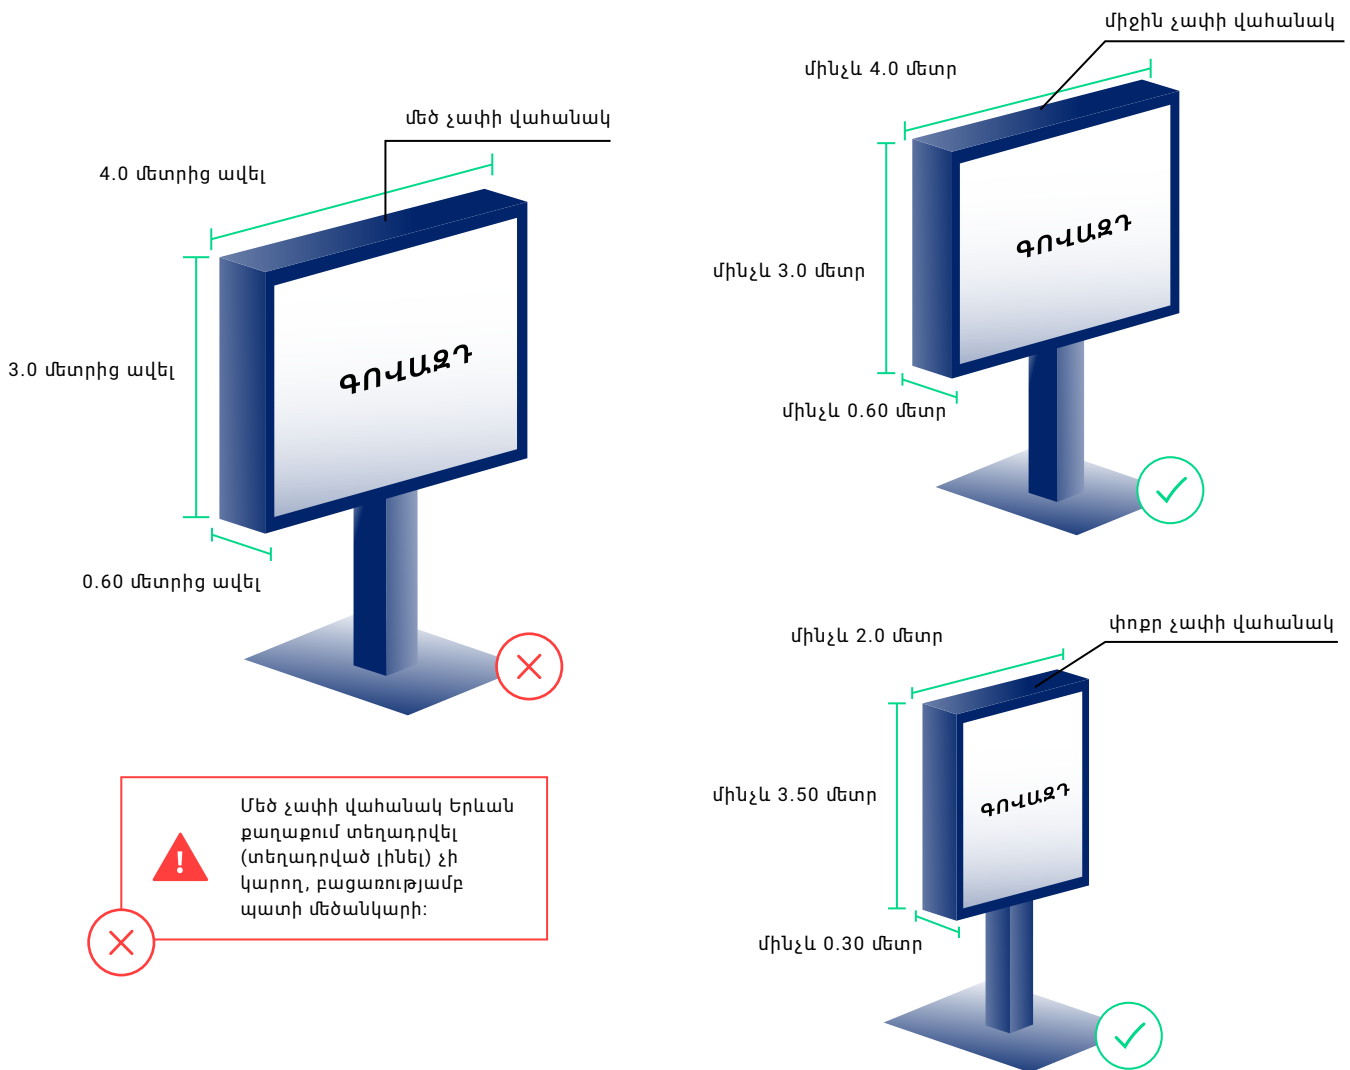 մեծ չափի վահանակ
4.0 մետրից ավել
3.0 մետրից ավել
ԳՈՎԱԶԴ
0.60 մետրից ավել
Մեծ չափի վահանակ Երևան
քաղաքում տեղադրվել
(տեղադրված լինել) չի
կարող, բացառությամբ
պատի մեծանկարի:
միջին չափի վահանակ
մինչև 4.0 մետր
մինչև 3.0 մետր
ԳՈՎԱԶԴ
մինչև 0.60 մետր
փոքր չափի վահանակ
մինչև 2.0 մետր
մինչև 3.50 մետր
ԳՈՎԱԶԴ
մինչև 0.30 մետր